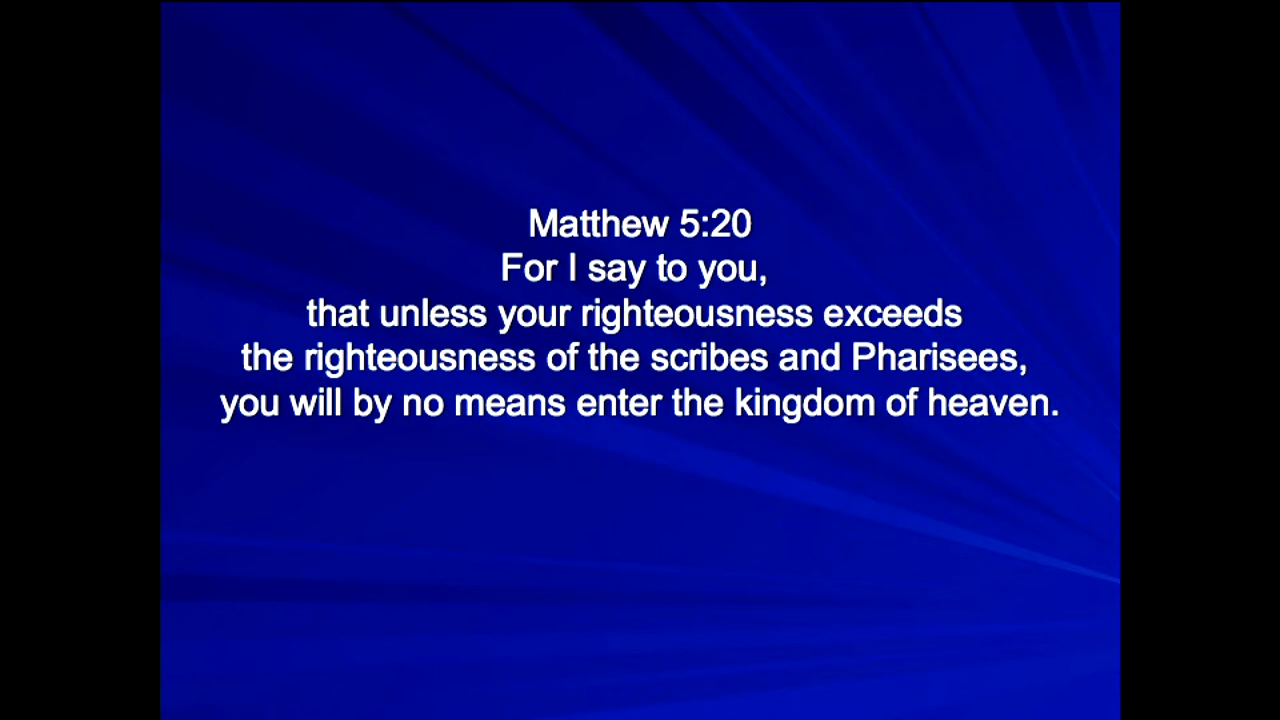 Matthew 5:20
For I say to you,
that unless your righteousness exceeds
the righteousness of the scribes and Pharisees,
you will by no means enter the kingdom of heaven.